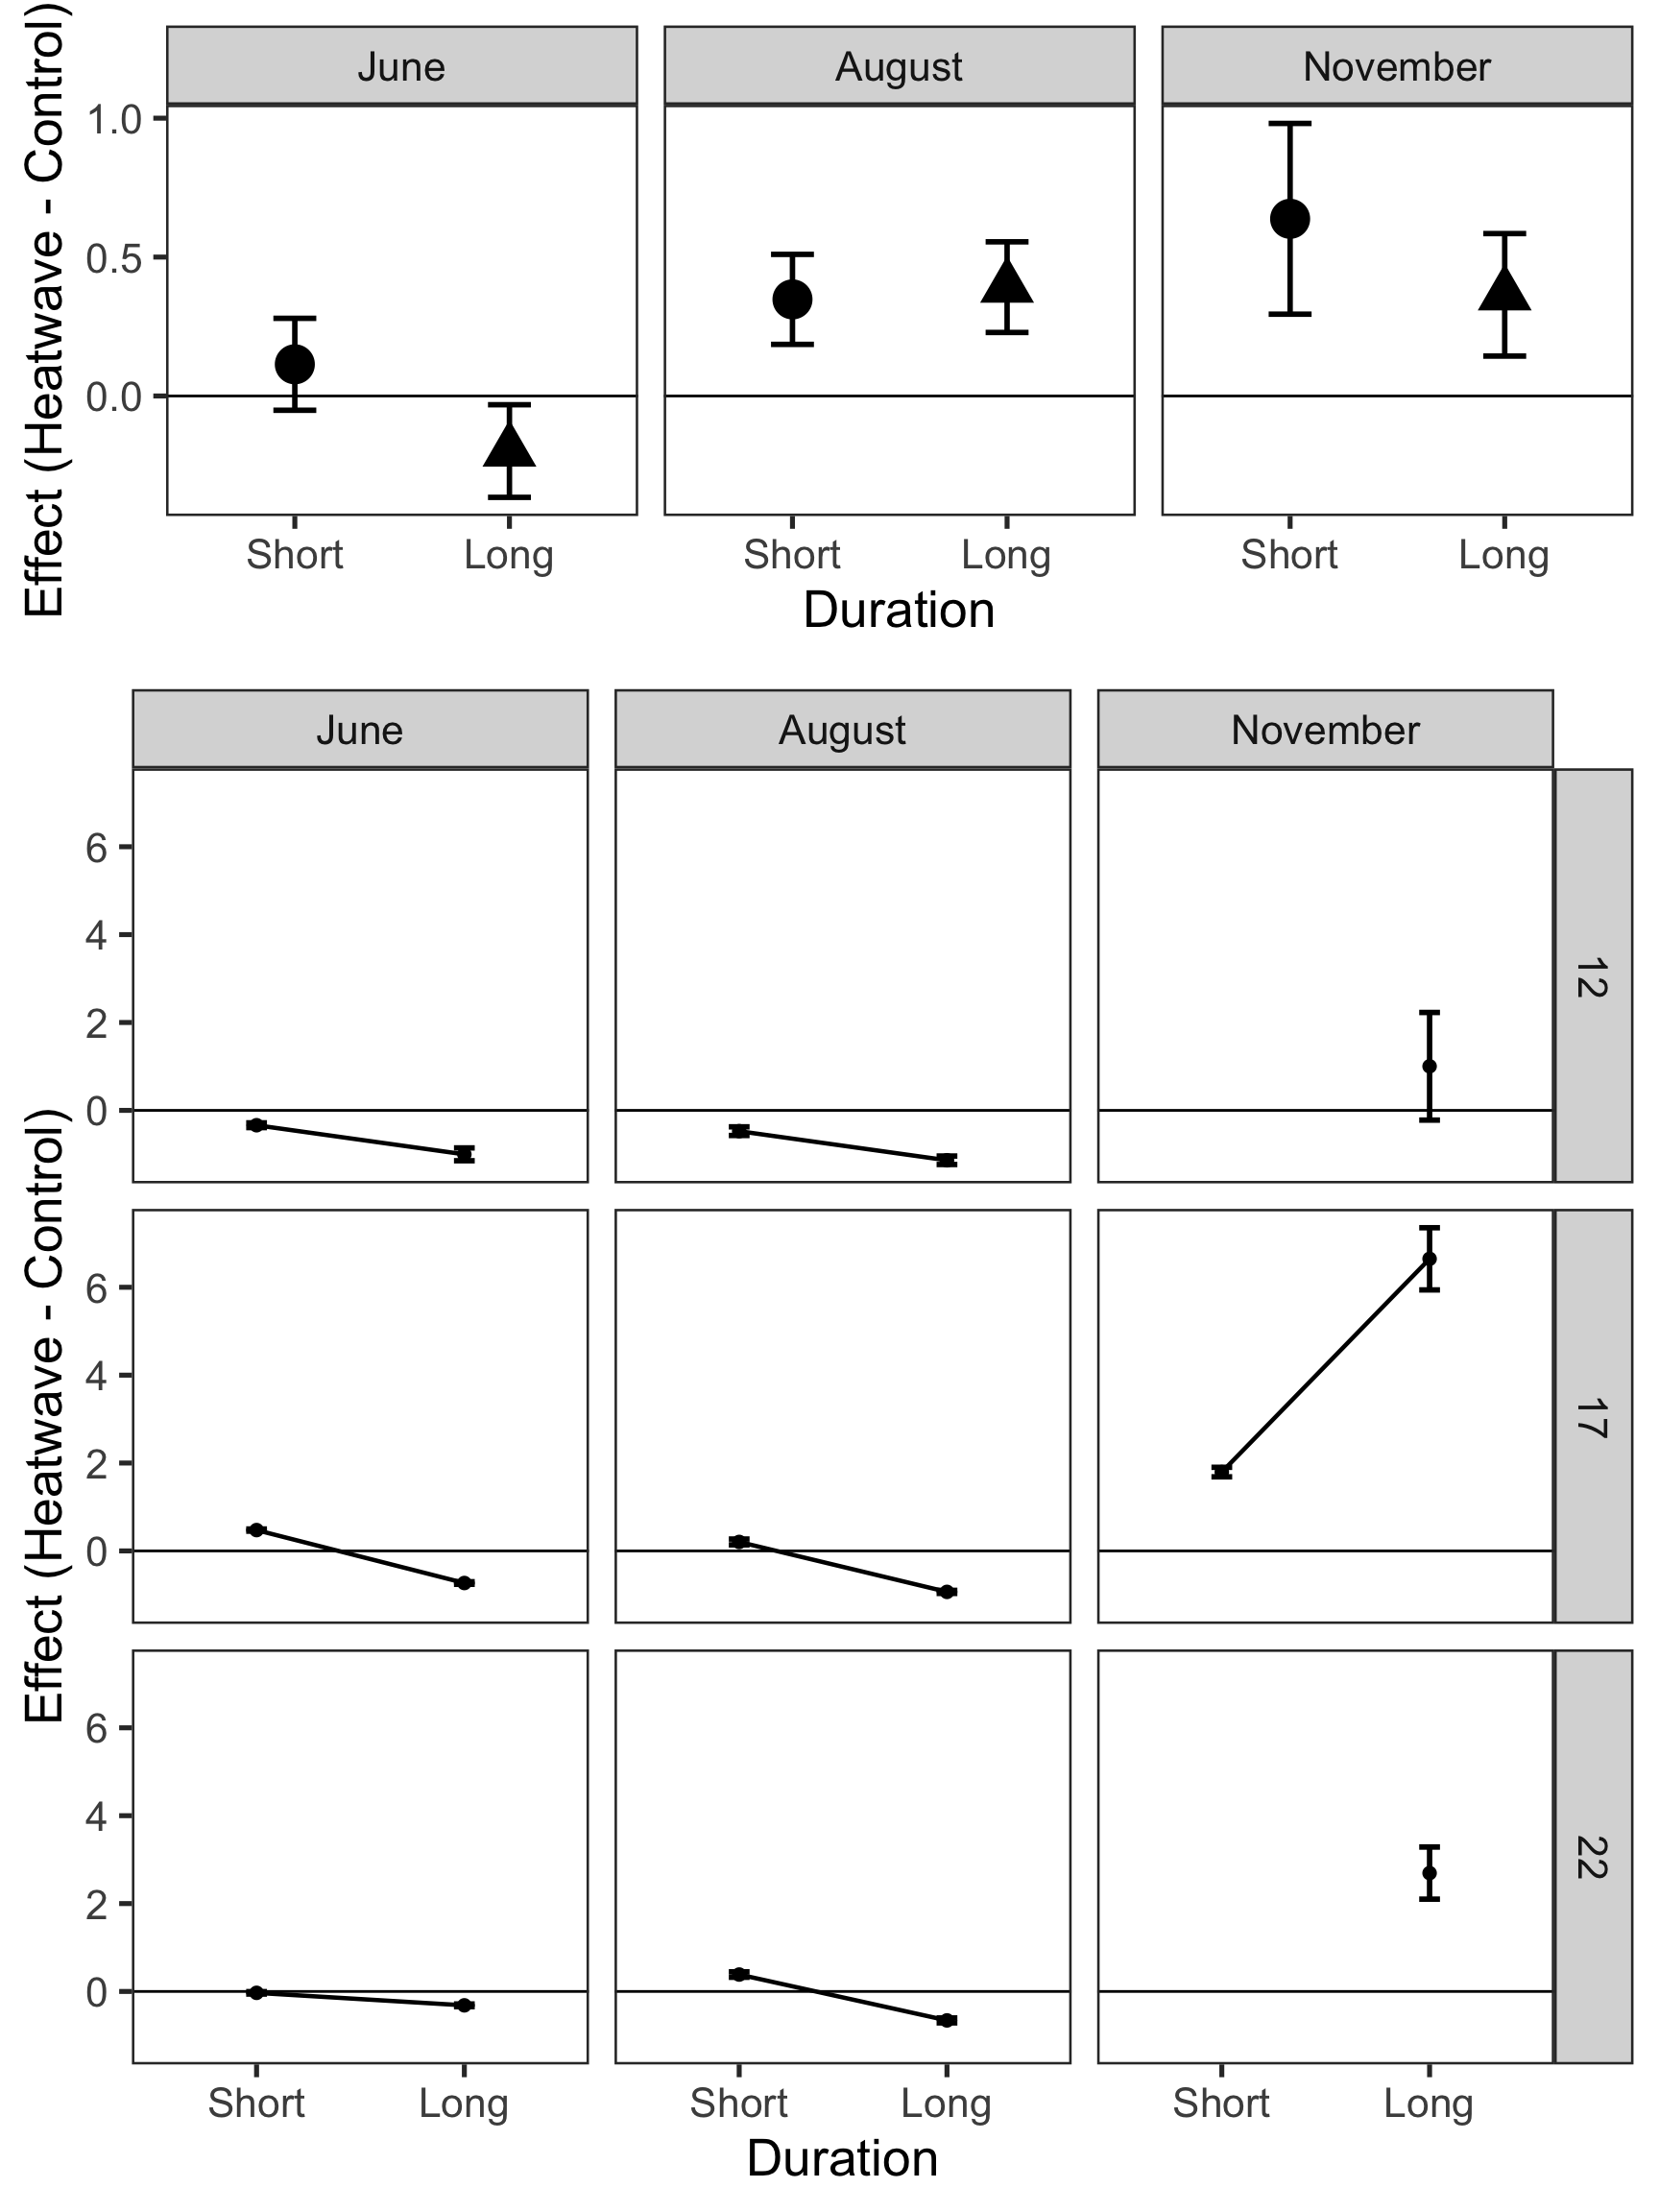 Effect (Heatwave - Control)
June August November
1.0
0.5
0.0
Short Long Short Long Short Long
Duration
Effect (Heatwave - Control)
June August November
6
4
2
0
12
6
4
2
0
17
6
4
2
0
22
Short Long Short Long Short Long
Duration